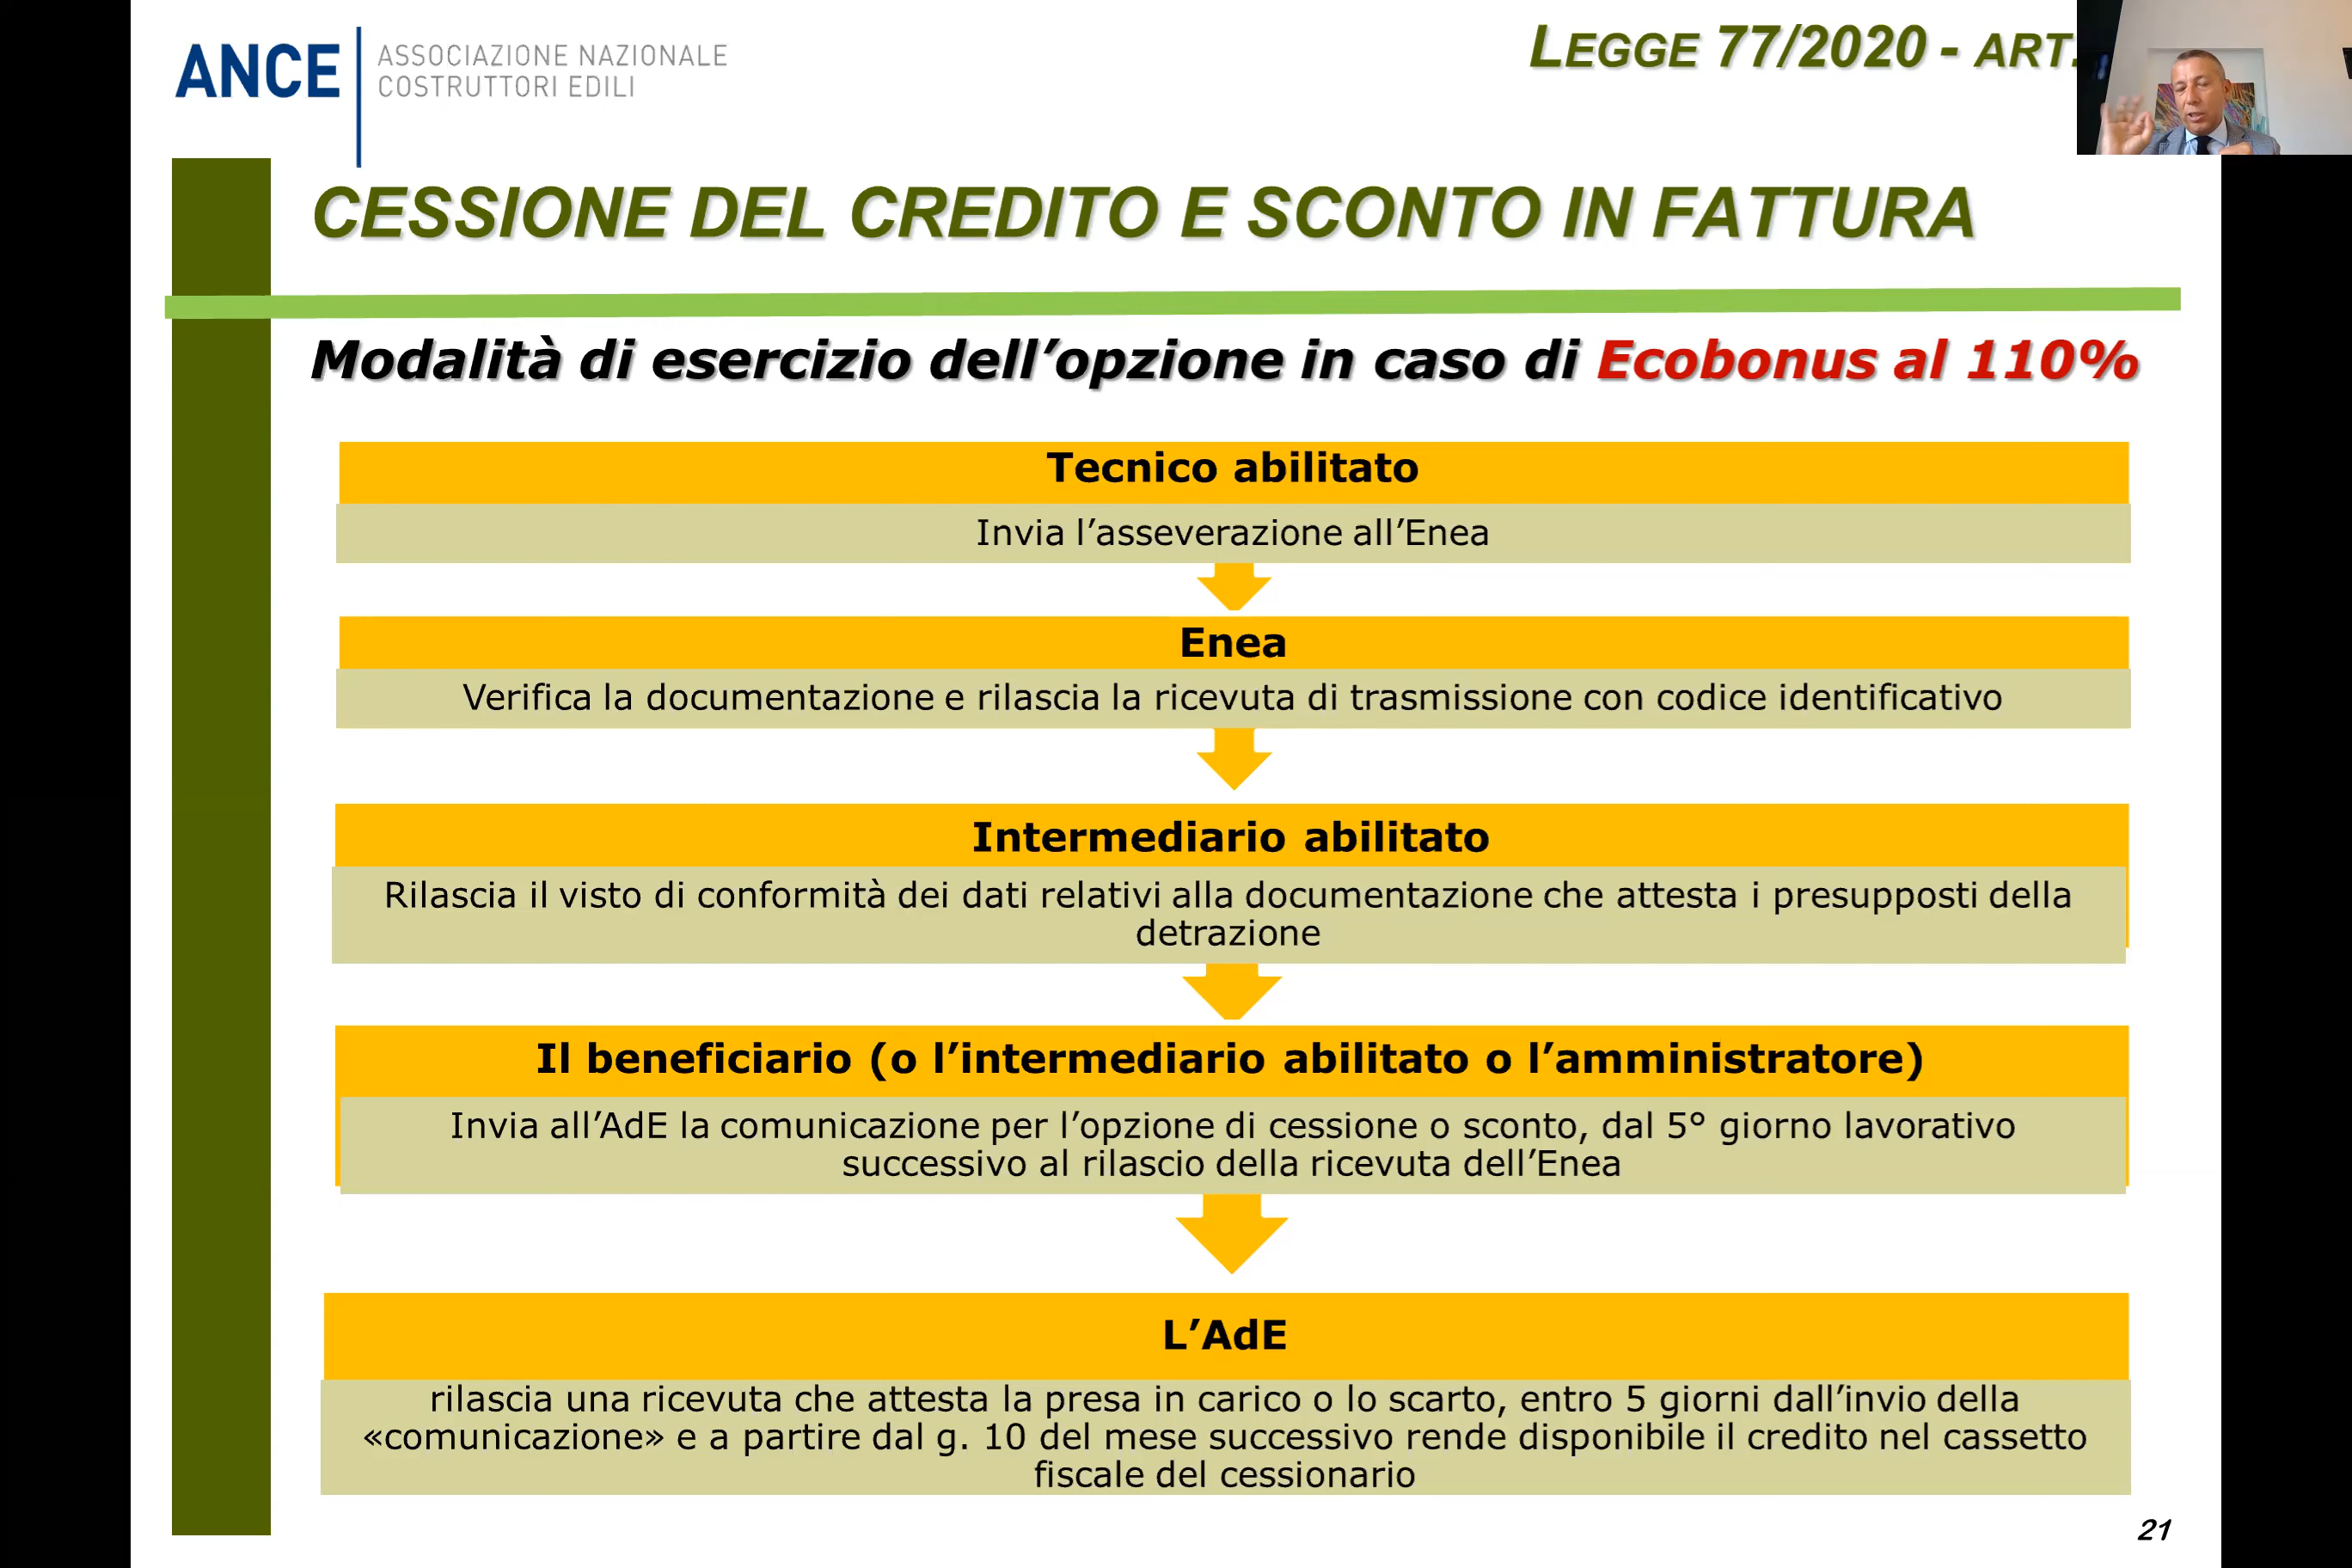 ANCE
ASSOCIAZIONE NAZIONALE
COSTRUTTORI EDILI
LEGGE 77/2020 - ART.
CESSIONE DEL CREDITO E SCONTO IN FATTURA
Modalità di esercizio dell’opzione in caso di Ecobonus al 110%
Tecnico abilitato
Invia l’asseverazione all’Enea
Enea
Verifica la documentazione e rilascia la ricevuta di trasmissione con codice identificativo
Intermediario abilitato
Rilascia il visto di conformità dei dati relativi alla documentazione che attesta i presupposti della
detrazione
Il beneficiario (o l’intermediario abilitato o l’amministratore)
Invia all’AdE la comunicazione per l’opzione di cessione o sconto, dal 5° giorno lavorativo
successivo al rilascio della ricevuta dell’Enea
L’AdE
rilascia una ricevuta che attesta la presa in carico o lo scarto, entro 5 giorni dall’invio della
«comunicazione» e a partire dal g. 10 del mese successivo rende disponibile il credito nel cassetto
fiscale del cessionario
21